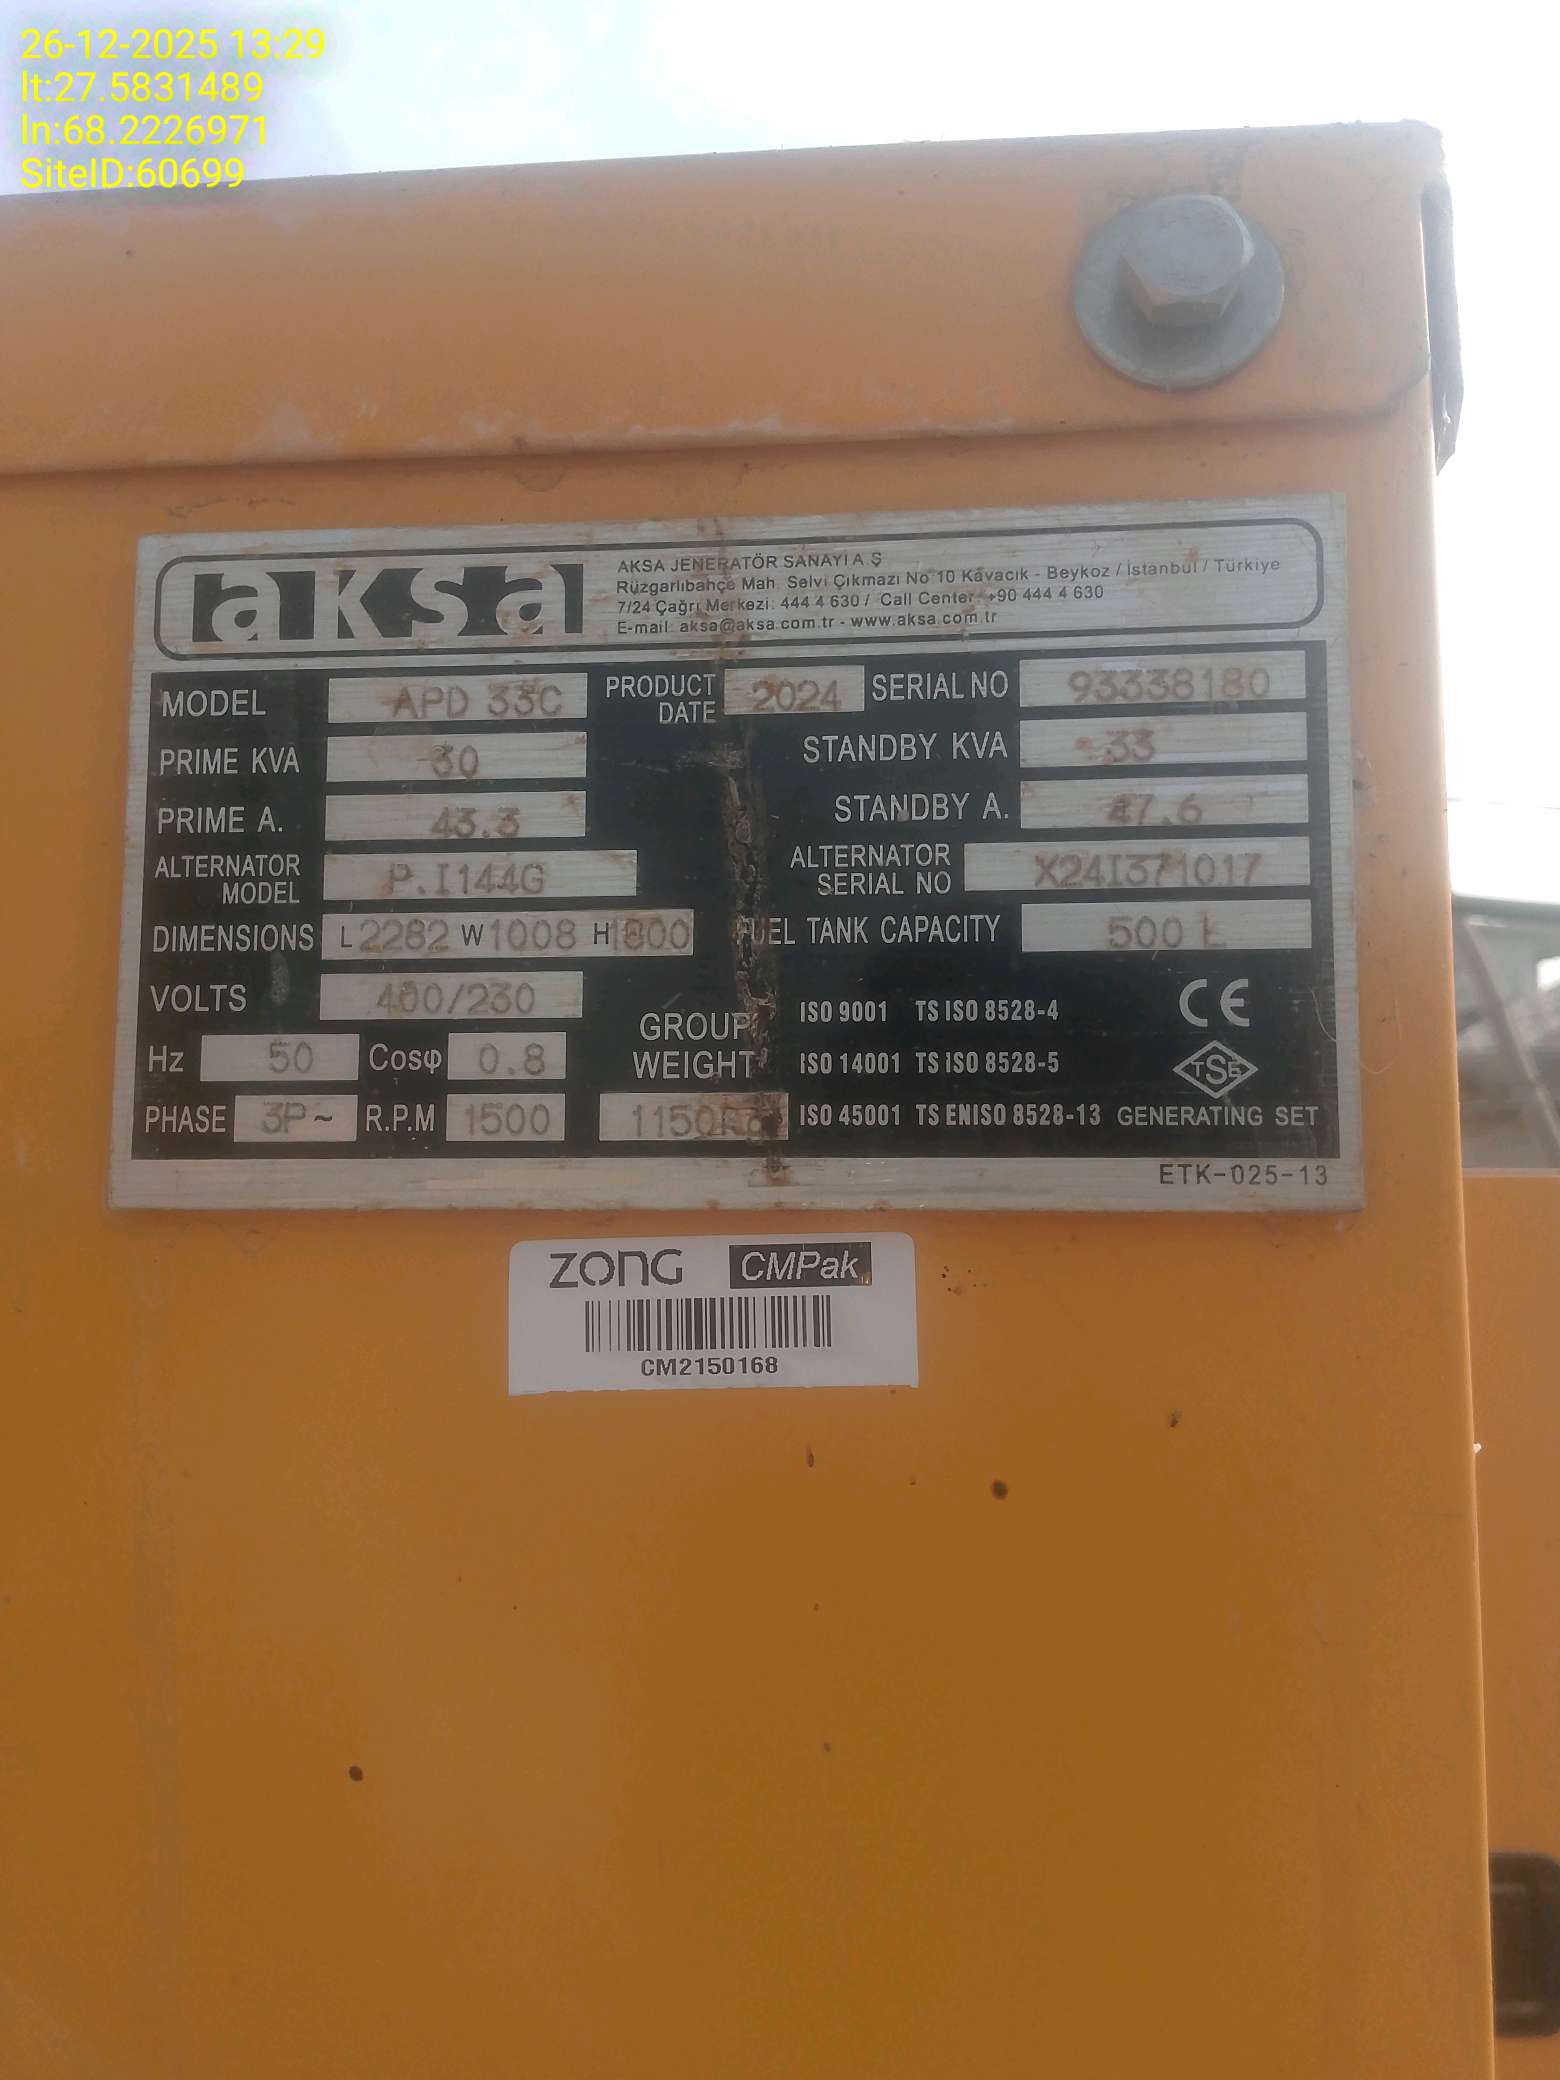 26-12-2025 13:29
lt:27.5831489
ln:68.2226971
SiteID:60699
aksa
AKSA JENERATÖR SANAYİ A.Ş
Rüzgarlıbahçe Mah. Selvi Çıkmazı No 10 Kavacık - Beykoz / İstanbul / Türkiye
7/24 Çağrı Merkezi: 444 4 630 / Call Center +90 444 4 630
E-mail: aksa@aksa.com.tr - www.aksa.com.tr
MODEL APD 33C PRODUCT DATE 2024 SERIAL NO 93338180
PRIME KVA 30 STANDBY KVA 33
PRIME A. 43.3 STANDBY A. 47.6
ALTERNATOR MODEL P.I144G ALTERNATOR SERIAL NO X24I371017
DIMENSIONS L 2282 W 1008 H 1800 FUEL TANK CAPACITY 500 L
VOLTS 400/230 GROUP WEIGHT ISO 9001 TS ISO 8528-4 CE
Hz 50 Cosφ 0.8 ISO 14001 TS ISO 8528-5 TSE
PHASE 3P~ R.P.M 1500 1150 ISO 45001 TS EN ISO 8528-13 GENERATING SET
ETK-025-13
ZONG CMPak
CM2150168